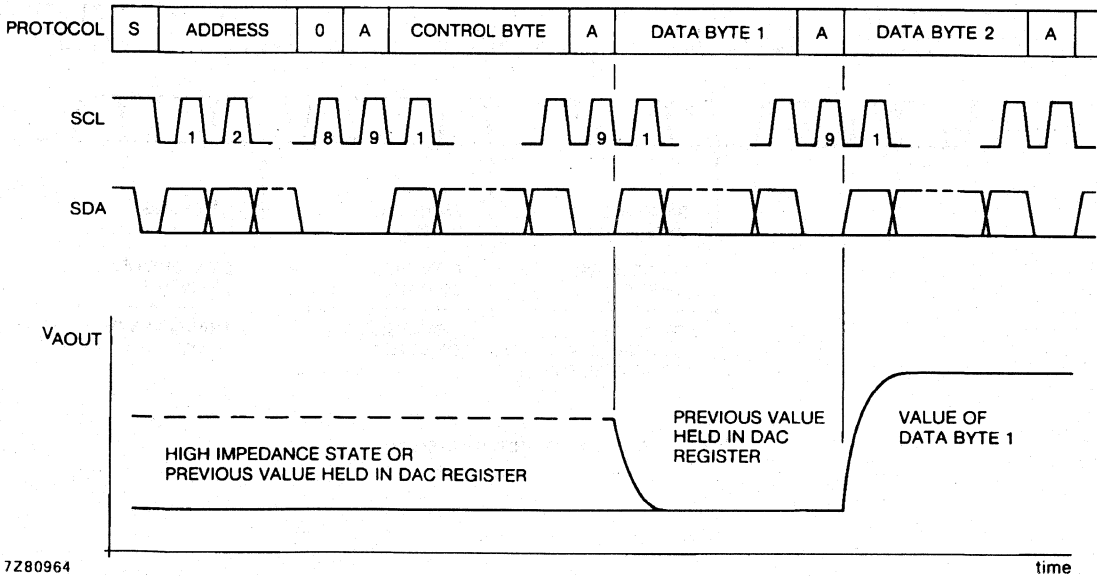 PROTOCOL S ADDRESS 0 A CONTROL BYTE A DATA BYTE 1 A DATA BYTE 2 A
SCL 1 2 8 9 1 9 1 9 1
SDA
VAOUT
HIGH IMPEDANCE STATE OR
PREVIOUS VALUE HELD IN DAC REGISTER
PREVIOUS VALUE
HELD IN DAC
REGISTER
VALUE OF
DATA BYTE 1
7Z80964
time